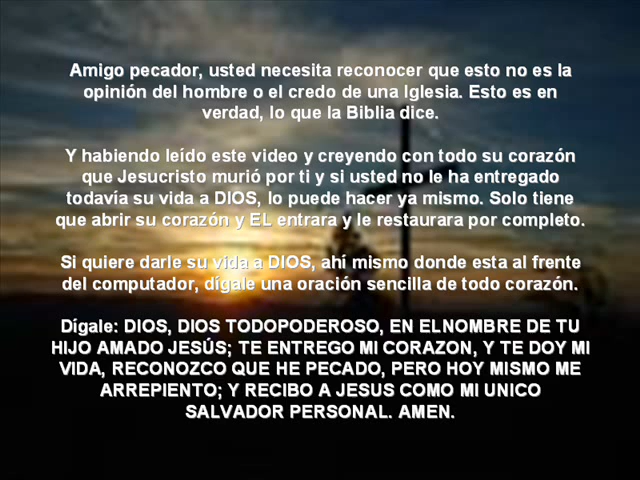 Amigo pecador, usted necesita reconocer que esto no es la
opinión del hombre o el credo de una Iglesia. Esto es en
verdad, lo que la Biblia dice.
Y habiendo leído este video y creyendo con todo su corazón
que Jesucristo murió por ti y si usted no le ha entregado
todavía su vida a DIOS, lo puede hacer ya mismo. Solo tiene
que abrir su corazón y EL entrara y le restaurara por completo.
Si quiere darle su vida a DIOS, ahí mismo donde esta al frente
del computador, dígale una oración sencilla de todo corazón.
Dígale: DIOS, DIOS TODOPODEROSO, EN ELNOMBRE DE TU
HIJO AMADO JESÚS; TE ENTREGO MI CORAZON, Y TE DOY MI
VIDA, RECONOZCO QUE HE PECADO, PERO HOY MISMO ME
ARREPIENTO; Y RECIBO A JESUS COMO MI UNICO
SALVADOR PERSONAL. AMEN.